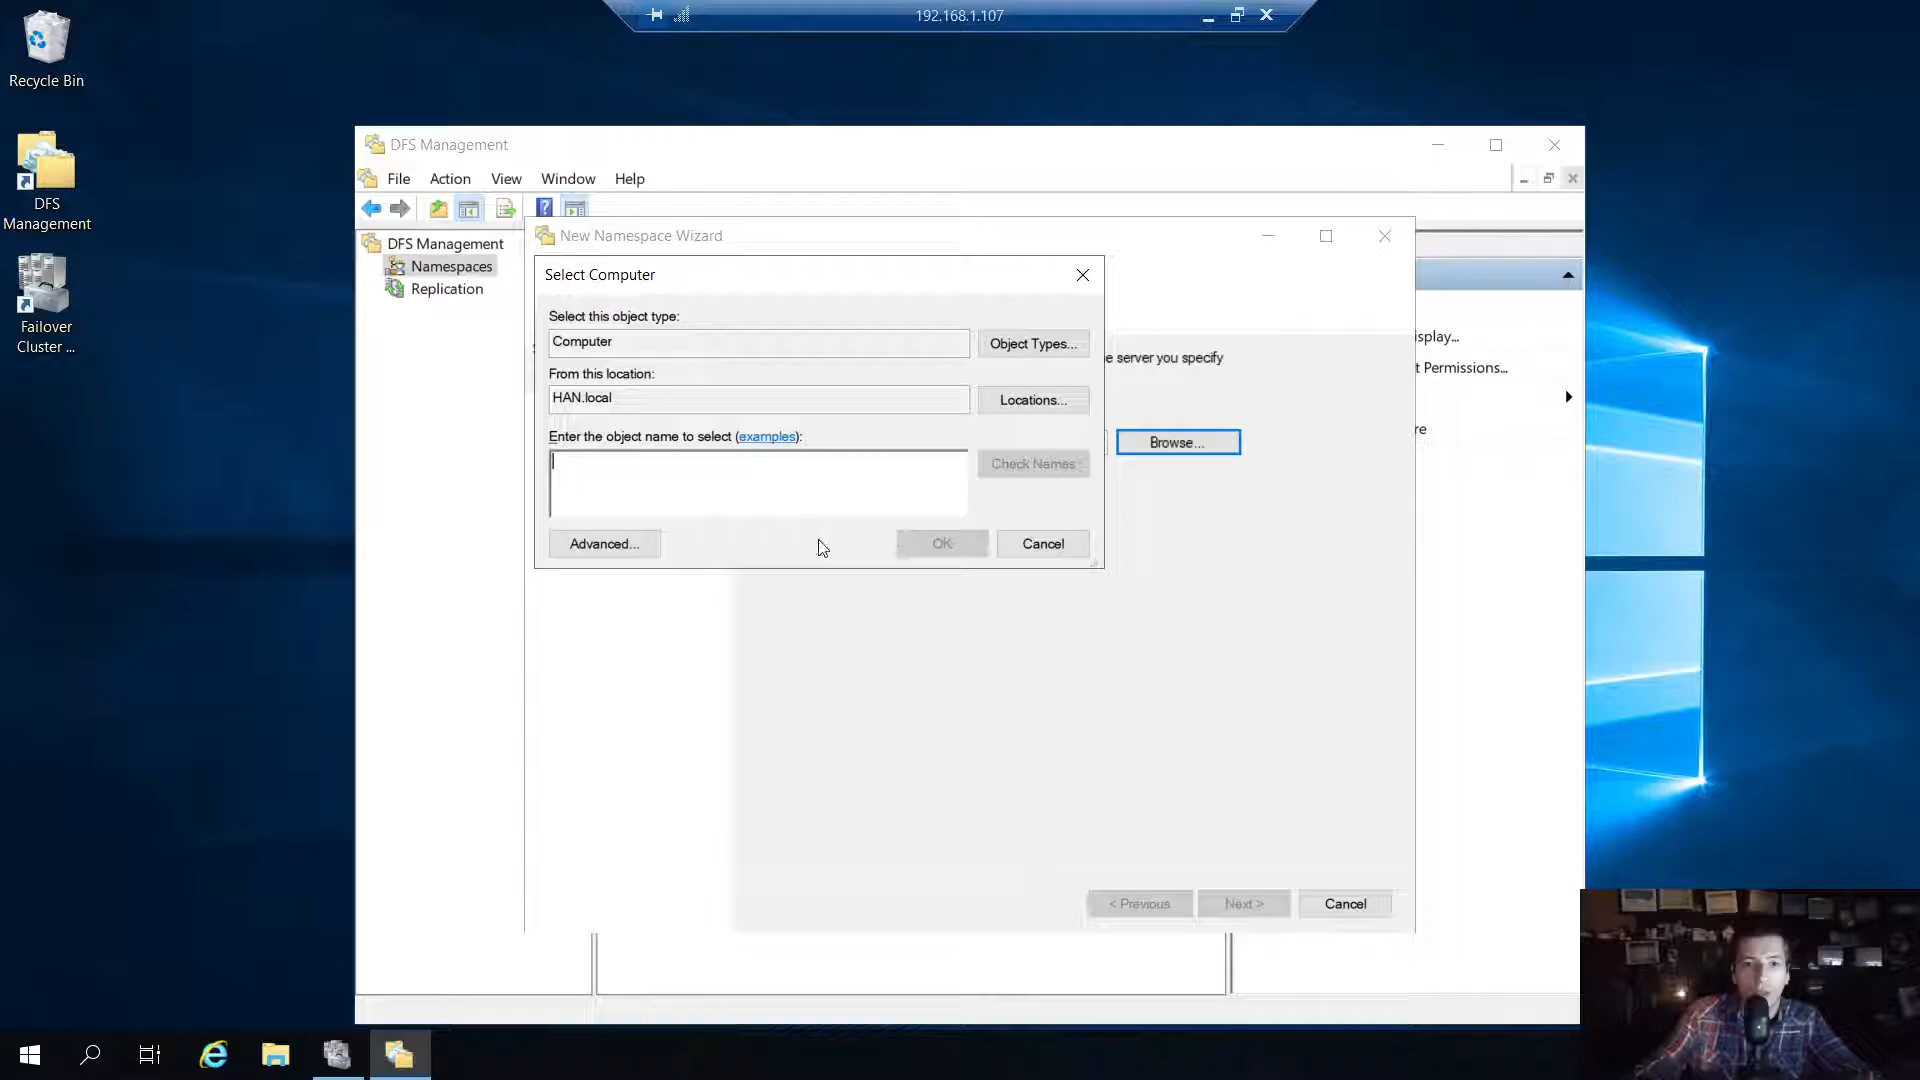 192.168.1.107
Recycle Bin
DFS
Management
Failover
Cluster ...
DFS Management
File Action View Window Help
DFS Management
Namespaces
Replication
New Namespace Wizard
Select Computer
Select this object type:
Computer
Object Types...
From this location:
HAN.local
Locations...
Enter the object name to select (examples):
Check Names
Advanced...
OK
Cancel
e server you specify
Browse...
isplay...
t Permissions...
re
< Previous
Next >
Cancel